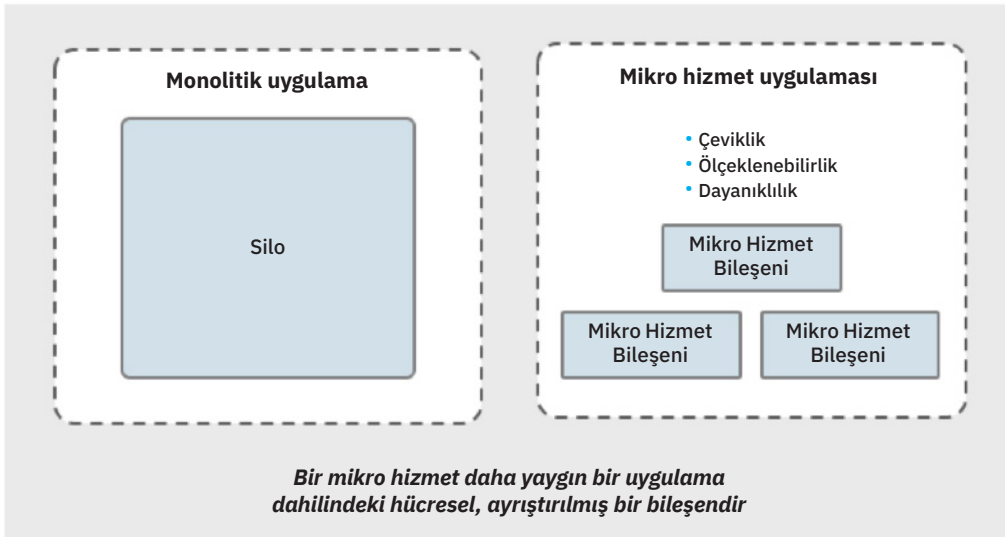 Monolitik uygulama
Silo
Mikro hizmet uygulaması
• Çeviklik
• Ölçeklenebilirlik
• Dayanıklılık
Mikro Hizmet
Bileşeni
Mikro Hizmet
Bileşeni
Mikro Hizmet
Bileşeni
Bir mikro hizmet daha yaygın bir uygulama
dahilindeki hücresel, ayrıştırılmış bir bileşendir